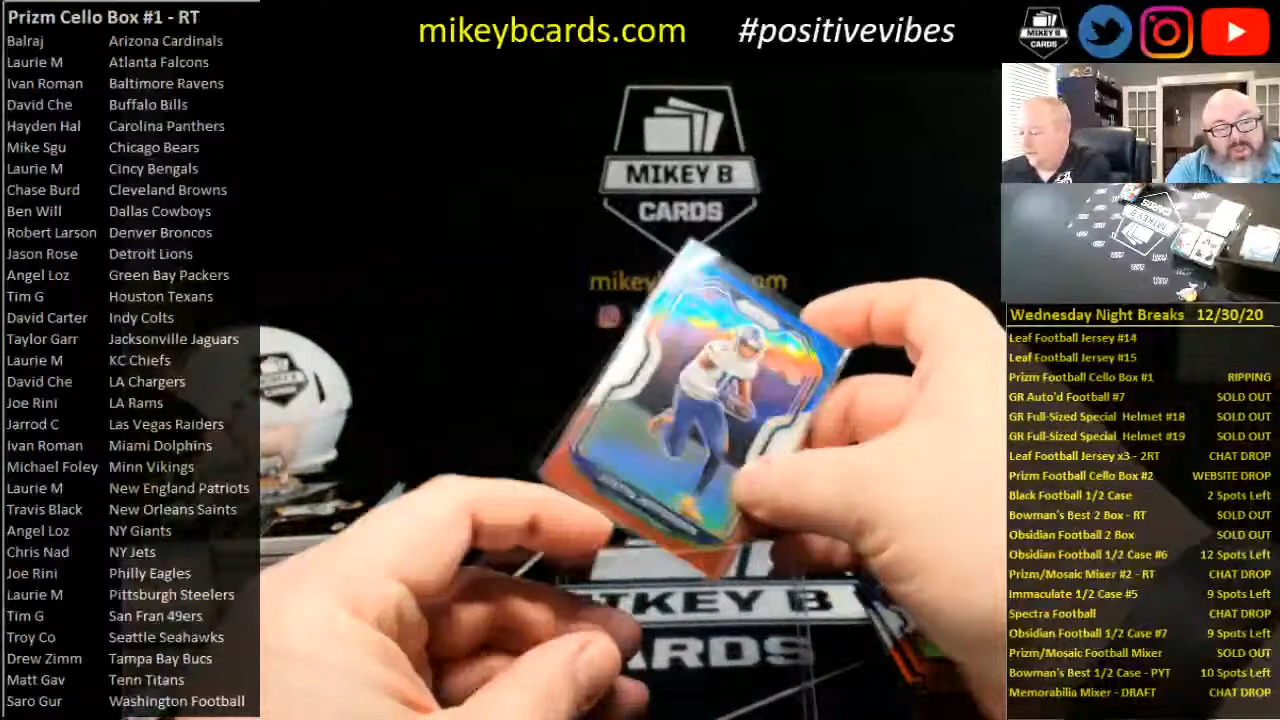 Prizm Cello Box #1 - RT
Balraj Arizona Cardinals
Laurie M Atlanta Falcons
Ivan Roman Baltimore Ravens
David Che Buffalo Bills
Hayden Hal Carolina Panthers
Mike Sgu Chicago Bears
Laurie M Cincy Bengals
Chase Burd Cleveland Browns
Ben Will Dallas Cowboys
Robert Larson Denver Broncos
Jason Rose Detroit Lions
Angel Loz Green Bay Packers
Tim G Houston Texans
David Carter Indy Colts
Taylor Garr Jacksonville Jaguars
Laurie M KC Chiefs
David Che LA Chargers
Joe Rini LA Rams
Jarrod C Las Vegas Raiders
Ivan Roman Miami Dolphins
Michael Foley Minn Vikings
Laurie M New England Patriots
Travis Black New Orleans Saints
Angel Loz NY Giants
Chris Nad NY Jets
Joe Rini Philly Eagles
Laurie M Pittsburgh Steelers
Tim G San Fran 49ers
Troy Co Seattle Seahawks
Drew Zimm Tampa Bay Bucs
Matt Gav Tenn Titans
Saro Gur Washington Football
mikeybcards.com #positivevibes
MIKEY B
CARDS
MIKEY B
CARDS
mikey om
MIKEY B
CARDS
MIKEY B
CARDS
Wednesday Night Breaks 12/30/20
Leaf Football Jersey #14
Leaf Football Jersey #15
Prizm Football Cello Box #1 RIPPING
GR Auto'd Football #7 SOLD OUT
GR Full-Sized Special Helmet #18 SOLD OUT
GR Full-Sized Special Helmet #19 SOLD OUT
Leaf Football Jersey x3 - 2RT CHAT DROP
Prizm Football Cello Box #2 WEBSITE DROP
Black Football 1/2 Case 2 Spots Left
Bowman's Best 2 Box - RT SOLD OUT
Obsidian Football 2 Box SOLD OUT
Obsidian Football 1/2 Case #6 12 Spots Left
Prizm/Mosaic Mixer #2 - RT CHAT DROP
Immaculate 1/2 Case #5 9 Spots Left
Spectra Football CHAT DROP
Obsidian Football 1/2 Case #7 9 Spots Left
Prizm/Mosaic Football Mixer SOLD OUT
Bowman's Best 1/2 Case - PYT 10 Spots Left
Memorabilia Mixer - DRAFT CHAT DROP